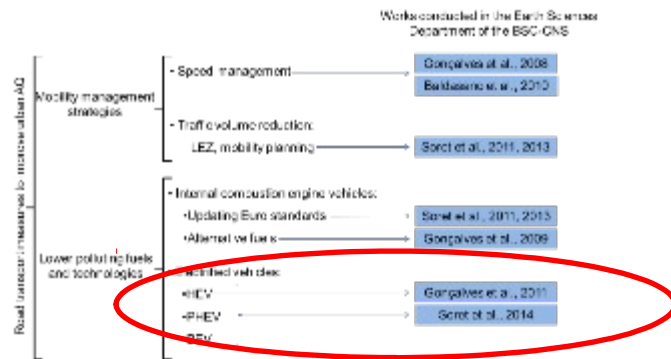 Works conducted in the Earth Sciences
Department of the BSC-CNS
Road transport measures to improve urban AQ
Mobility management
strategies
• Speed management
Gonçalves et al., 2008
Baldasano et al., 2010
• Traffic volume reduction:
LEZ, mobility planning
Soret et al., 2011, 2013
Lower polluting fuels
and technologies
• Internal combustion engine vehicles:
•Updating Euro standards
Soret et al., 2011, 2013
•Alternative fuels
Gonçalves et al., 2009
Electrified vehicles:
•HEV
Gonçalves et al., 2011
•PHEV
Soret et al., 2014
•BEV